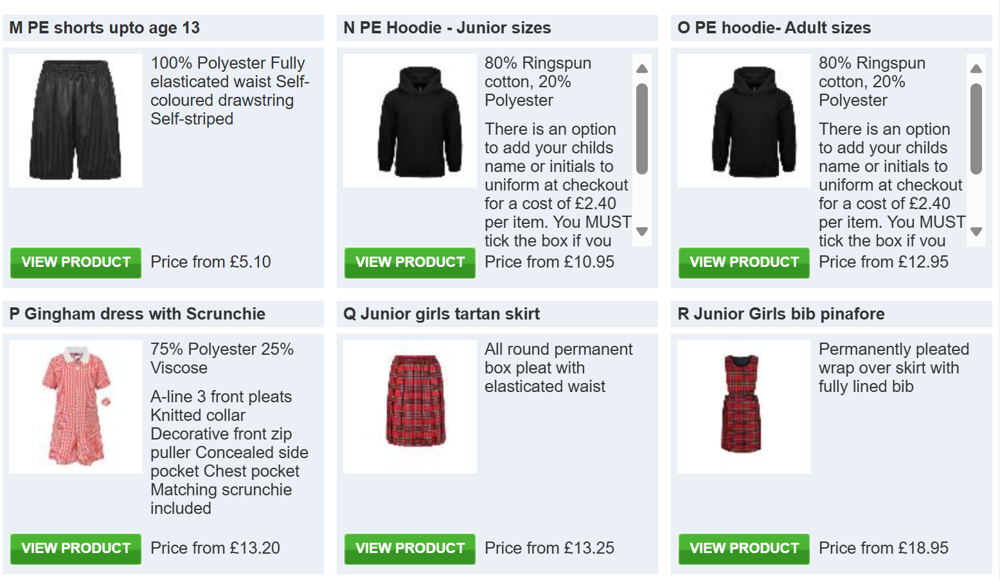 M PE shorts upto age 13
100% Polyester Fully
elasticated waist Self-
coloured drawstring
Self-striped
VIEW PRODUCT
Price from £5.10
N PE Hoodie - Junior sizes
80% Ringspun
cotton, 20%
Polyester
There is an option
to add your childs
name or initials to
uniform at checkout
for a cost of £2.40
per item. You MUST
tick the box if you
VIEW PRODUCT
Price from £10.95
O PE hoodie- Adult sizes
80% Ringspun
cotton, 20%
Polyester
There is an option
to add your childs
name or initials to
uniform at checkout
for a cost of £2.40
per item. You MUST
tick the box if you
VIEW PRODUCT
Price from £12.95
P Gingham dress with Scrunchie
75% Polyester 25%
Viscose
A-line 3 front pleats
Knitted collar
Decorative front zip
puller Concealed side
pocket Chest pocket
Matching scrunchie
included
VIEW PRODUCT
Price from £13.20
Q Junior girls tartan skirt
All round permanent
box pleat with
elasticated waist
VIEW PRODUCT
Price from £13.25
R Junior Girls bib pinafore
Permanently pleated
wrap over skirt with
fully lined bib
VIEW PRODUCT
Price from £18.95